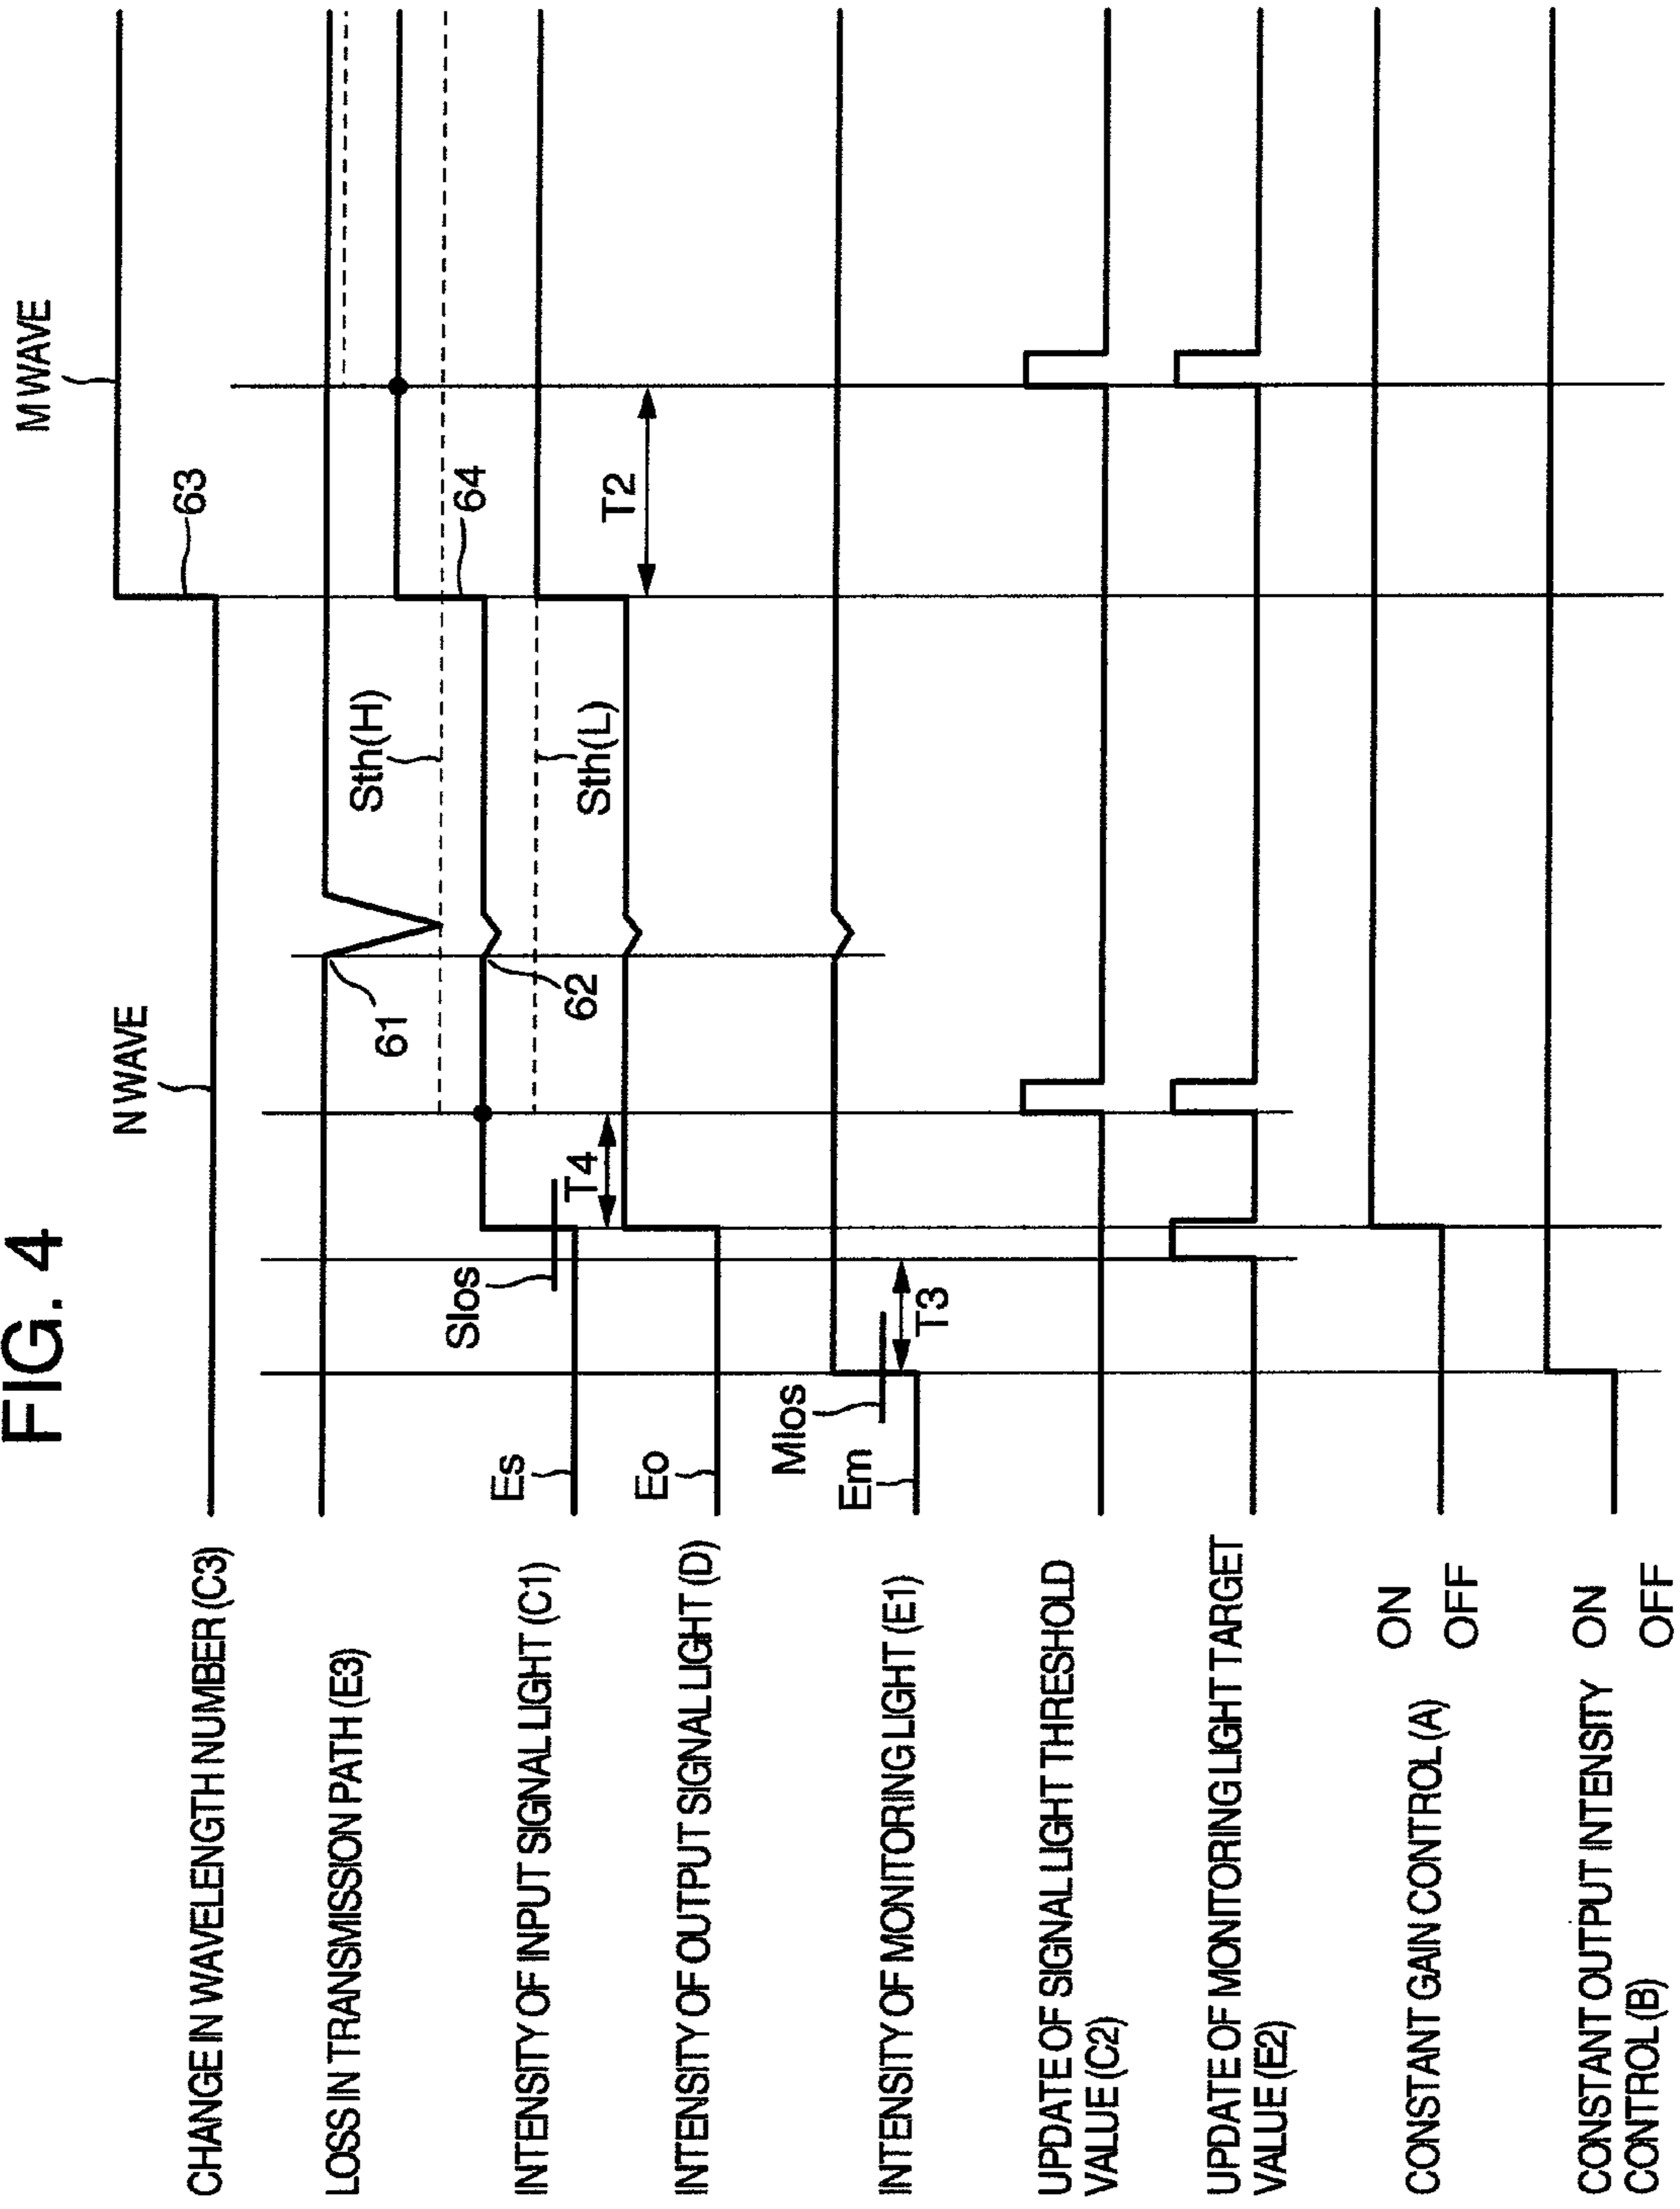 FIG. 4
N WAVE
M WAVE
CHANGE IN WAVELENGTH NUMBER (C3)
63
LOSS IN TRANSMISSION PATH (E3)
61
Sth(H)
INTENSITY OF INPUT SIGNAL LIGHT (C1)
Es
Slos
62
64
Sth(L)
INTENSITY OF OUTPUT SIGNAL LIGHT (D)
Eo
T4
T2
INTENSITY OF MONITORING LIGHT (E1)
Em
Mlos
T3
UPDATE OF SIGNAL LIGHT THRESHOLD
VALUE (C2)
UPDATE OF MONITORING LIGHT TARGET
VALUE (E2)
CONSTANT GAIN CONTROL (A)
ON
OFF
CONSTANT OUTPUT INTENSITY
CONTROL (B)
ON
OFF